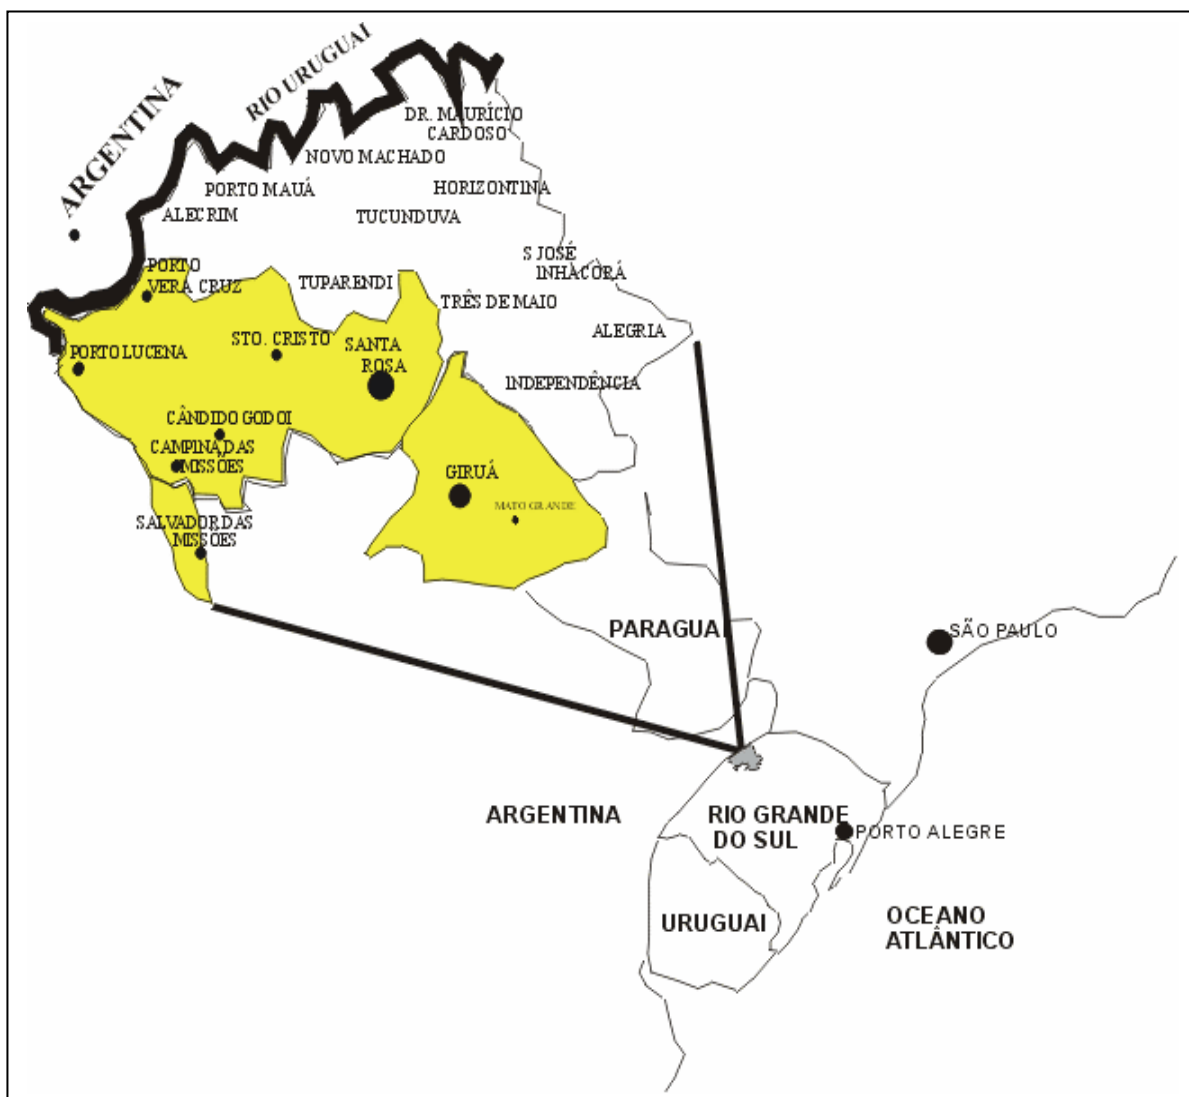 RIO URUGUAI
ARGENTINA
DR. MAURÍCIO
CARDOSO
NOVO MACHADO
PORTO MAUÁ
HORIZONTINA
ALECRIM
TUCUNDUVA
S JOSÉ
INHACORÁ
PORTO
VERA CRUZ
TUPARENDI
TRÊS DE MAIO
ALEGRIA
STO. CRISTO
SANTA
ROSA
PORTO LUCENA
INDEPENDÊNCIA
CÂNDIDO GODOI
CAMPINA DAS
MISSÕES
GIRUÁ
MATO GRANDE
SALVADOR DAS
MISSÕES
PARAGUAI
SÃO PAULO
ARGENTINA
RIO GRANDE
DO SUL
PORTO ALEGRE
URUGUAI
OCEANO
ATLÂNTICO